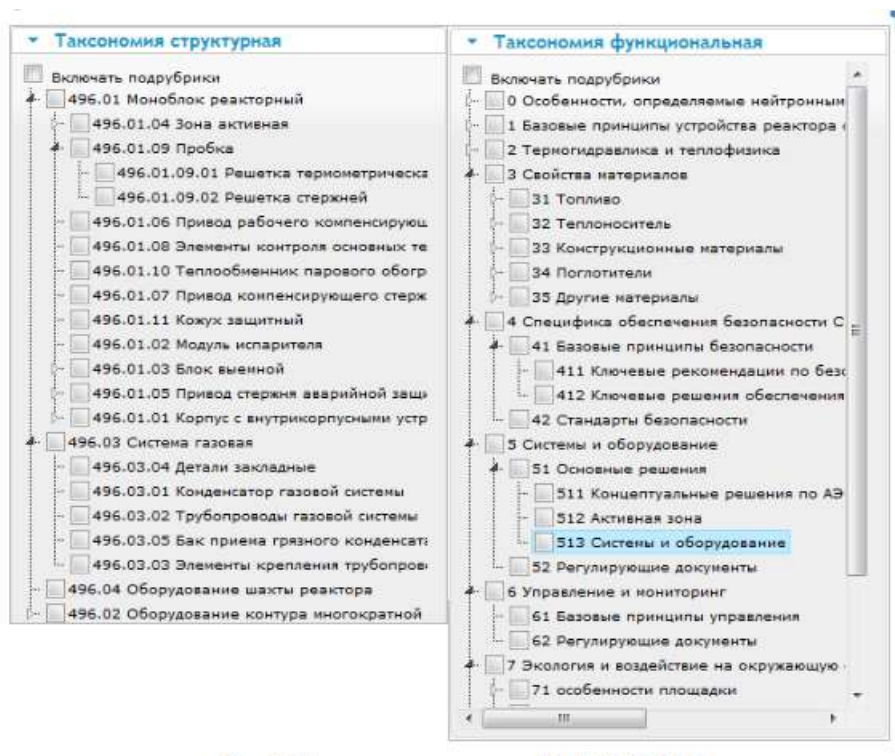 Таксономия структурная
Включать подрубрики
496.01 Моноблок реакторный
496.01.04 Зона активная
496.01.09 Пробка
496.01.09.01 Решетка термометрическа
496.01.09.02 Решетка стержней
496.01.06 Привод рабочего компенсирующ
496.01.08 Элементы контроля основных те
496.01.10 Теплообменник парового обогр
496.01.07 Привод компенсирующего стерж
496.01.11 Кожух защитный
496.01.02 Модуль испарителя
496.01.03 Блок выемной
496.01.05 Привод стержня аварийной защи
496.01.01 Корпус с внутрикорпусными устр
496.03 Система газовая
496.03.04 Детали закладные
496.03.01 Конденсатор газовой системы
496.03.02 Трубопроводы газовой системы
496.03.05 Бак приема грязного конденсата
496.03.03 Элементы крепления трубопрово
496.04 Оборудование шахты реактора
496.02 Оборудование контура многократной
Таксономия функциональная
Включать подрубрики
0 Особенности, определяемые нейтронным
1 Базовые принципы устройства реактора
2 Термогидравлика и теплофизика
3 Свойства материалов
31 Топливо
32 Теплоноситель
33 Конструкционные материалы
34 Поглотители
35 Другие материалы
4 Специфика обеспечения безопасности С
41 Базовые принципы безопасности
411 Ключевые рекомендации по безо
412 Ключевые решения обеспечения
42 Стандарты безопасности
5 Системы и оборудование
51 Основные решения
511 Концептуальные решения по АЭ
512 Активная зона
513 Системы и оборудование
52 Регулирующие документы
6 Управление и мониторинг
61 Базовые принципы управления
62 Регулирующие документы
7 Экология и воздействие на окружающую
71 особенности площадки